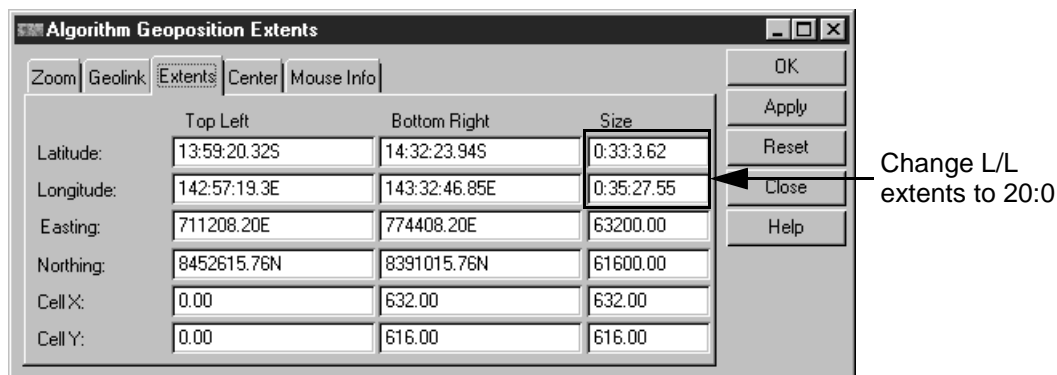 Algorithm Geoposition Extents
Zoom Geolink Extents Center Mouse Info
OK
Apply
Reset
Close
Help
Top Left Bottom Right Size
Latitude: 13:59:20.32S 14:32:23.94S 0:33:3.62
Longitude: 142:57:19.3E 143:32:46.85E 0:35:27.55
Easting: 711208.20E 774408.20E 63200.00
Northing: 8452615.76N 8391015.76N 61600.00
Cell X: 0.00 632.00 632.00
Cell Y: 0.00 616.00 616.00
Change L/L
extents to 20:0